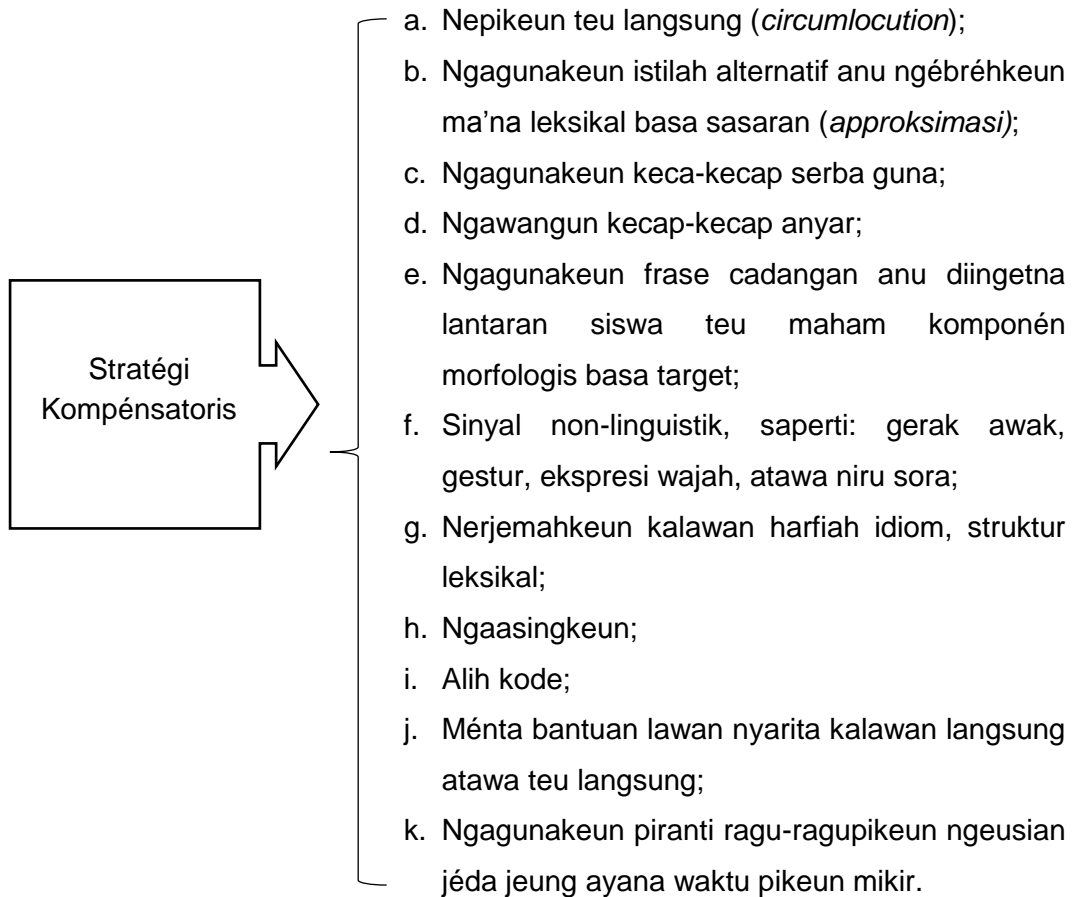 Stratégi
Kompénsatoris
a. Nepikeun teu langsung (circumlocution);
b. Ngagunakeun istilah alternatif anu ngébréhkeun
ma’na leksikal basa sasaran (approksimasi);
c. Ngagunakeun keca-kecap serba guna;
d. Ngawangun kecap-kecap anyar;
e. Ngagunakeun frase cadangan anu diingetna
lantaran siswa teu maham komponén
morfologis basa target;
f. Sinyal non-linguistik, saperti: gerak awak,
gestur, ekspresi wajah, atawa niru sora;
g. Nerjemahkeun kalawan harfiah idiom, struktur
leksikal;
h. Ngaasingkeun;
i. Alih kode;
j. Ménta bantuan lawan nyarita kalawan langsung
atawa teu langsung;
k. Ngagunakeun piranti ragu-ragupikeun ngeusian
jéda jeung ayana waktu pikeun mikir.